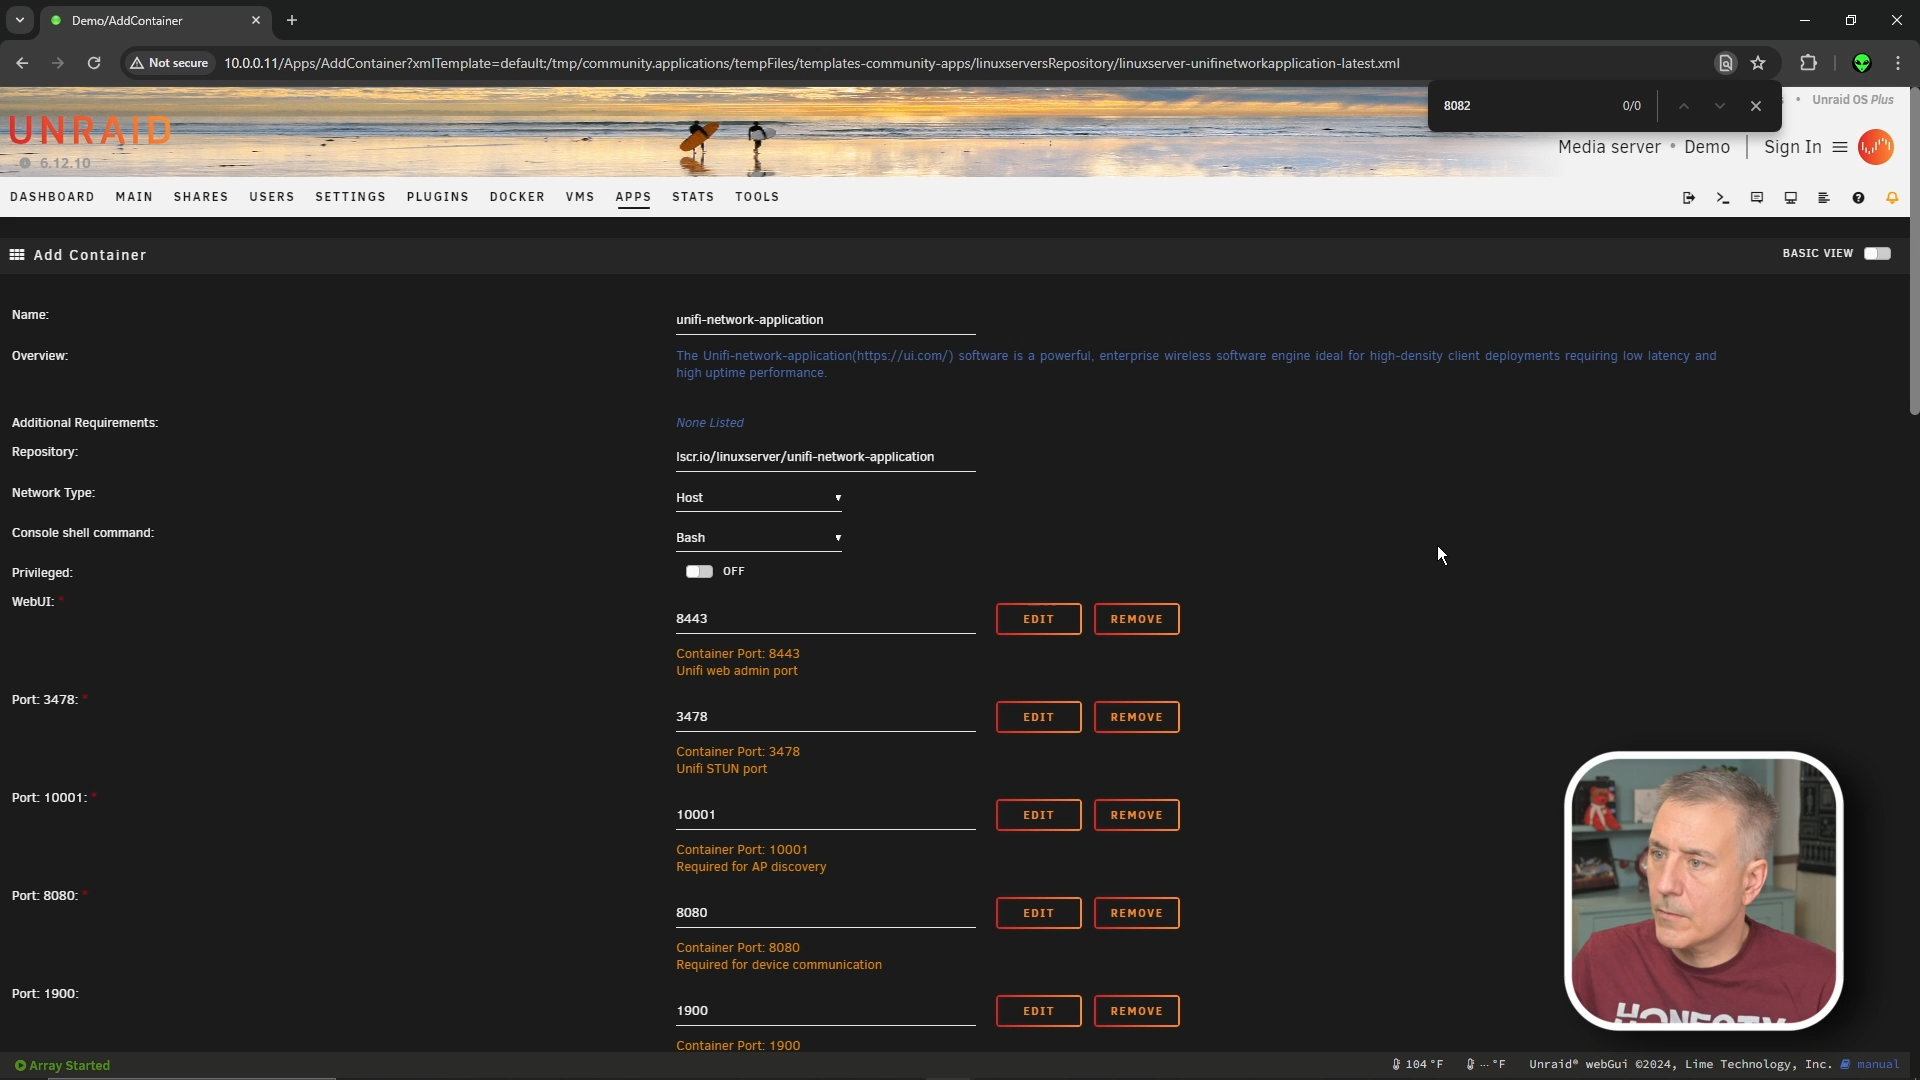 Demo/AddContainer
Not secure
10.0.0.11/Apps/AddContainer?xmlTemplate=default:/tmp/community.applications/tempFiles/templates-community-apps/linuxserversRepository/linuxserver-unifinetworkapplication-latest.xml
8082
0/0
UNRAID
6.12.10
• Unraid OS Plus
Media server • Demo
Sign In
DASHBOARD MAIN SHARES USERS SETTINGS PLUGINS DOCKER VMS APPS STATS TOOLS
Add Container
BASIC VIEW
Name:
unifi-network-application
Overview:
The Unifi-network-application(https://ui.com/) software is a powerful, enterprise wireless software engine ideal for high-density client deployments requiring low latency and
high uptime performance.
Additional Requirements:
None Listed
Repository:
lscr.io/linuxserver/unifi-network-application
Network Type:
Host
Console shell command:
Bash
Privileged:
OFF
WebUI: *
8443
EDIT REMOVE
Container Port: 8443
Unifi web admin port
Port: 3478: *
3478
EDIT REMOVE
Container Port: 3478
Unifi STUN port
Port: 10001: *
10001
EDIT REMOVE
Container Port: 10001
Required for AP discovery
Port: 8080: *
8080
EDIT REMOVE
Container Port: 8080
Required for device communication
Port: 1900:
1900
EDIT REMOVE
Container Port: 1900
HONESTY
Array Started
104 °F
--- °F
Unraid® webGui ©2024, Lime Technology, Inc.
manual